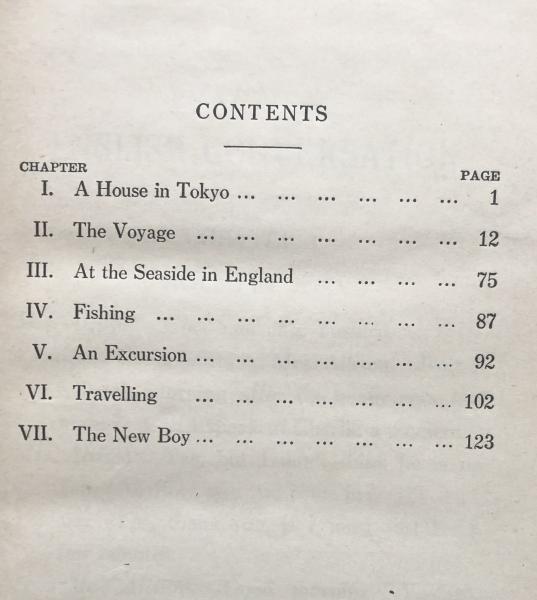 CONTENTS
CHAPTER PAGE
I. A House in Tokyo ... ... ... ... ... ... 1
II. The Voyage ... ... ... ... ... ... ... 12
III. At the Seaside in England ... ... ... ... 75
IV. Fishing ... ... ... ... ... ... ... ... 87
V. An Excursion ... ... ... ... ... ... ... 92
VI. Travelling ... ... ... ... ... ... ... 102
VII. The New Boy ... ... ... ... ... ... ... 123